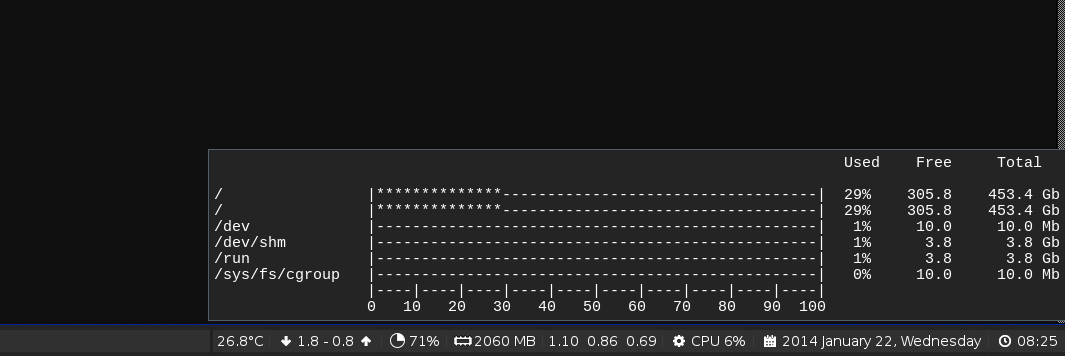 Used Free Total
/ |**************-----------------------------------| 29% 305.8 453.4 Gb
/ |**************-----------------------------------| 29% 305.8 453.4 Gb
/dev |-------------------------------------------------| 1% 10.0 10.0 Mb
/dev/shm |-------------------------------------------------| 1% 3.8 3.8 Gb
/run |-------------------------------------------------| 1% 3.8 3.8 Gb
/sys/fs/cgroup |-------------------------------------------------| 0% 10.0 10.0 Mb
|----|----|----|----|----|----|----|----|----|----|
0 10 20 30 40 50 60 70 80 90 100
26.8°C 1.8 - 0.8 71% 2060 MB 1.10 0.86 0.69 CPU 6% 2014 January 22, Wednesday 08:25